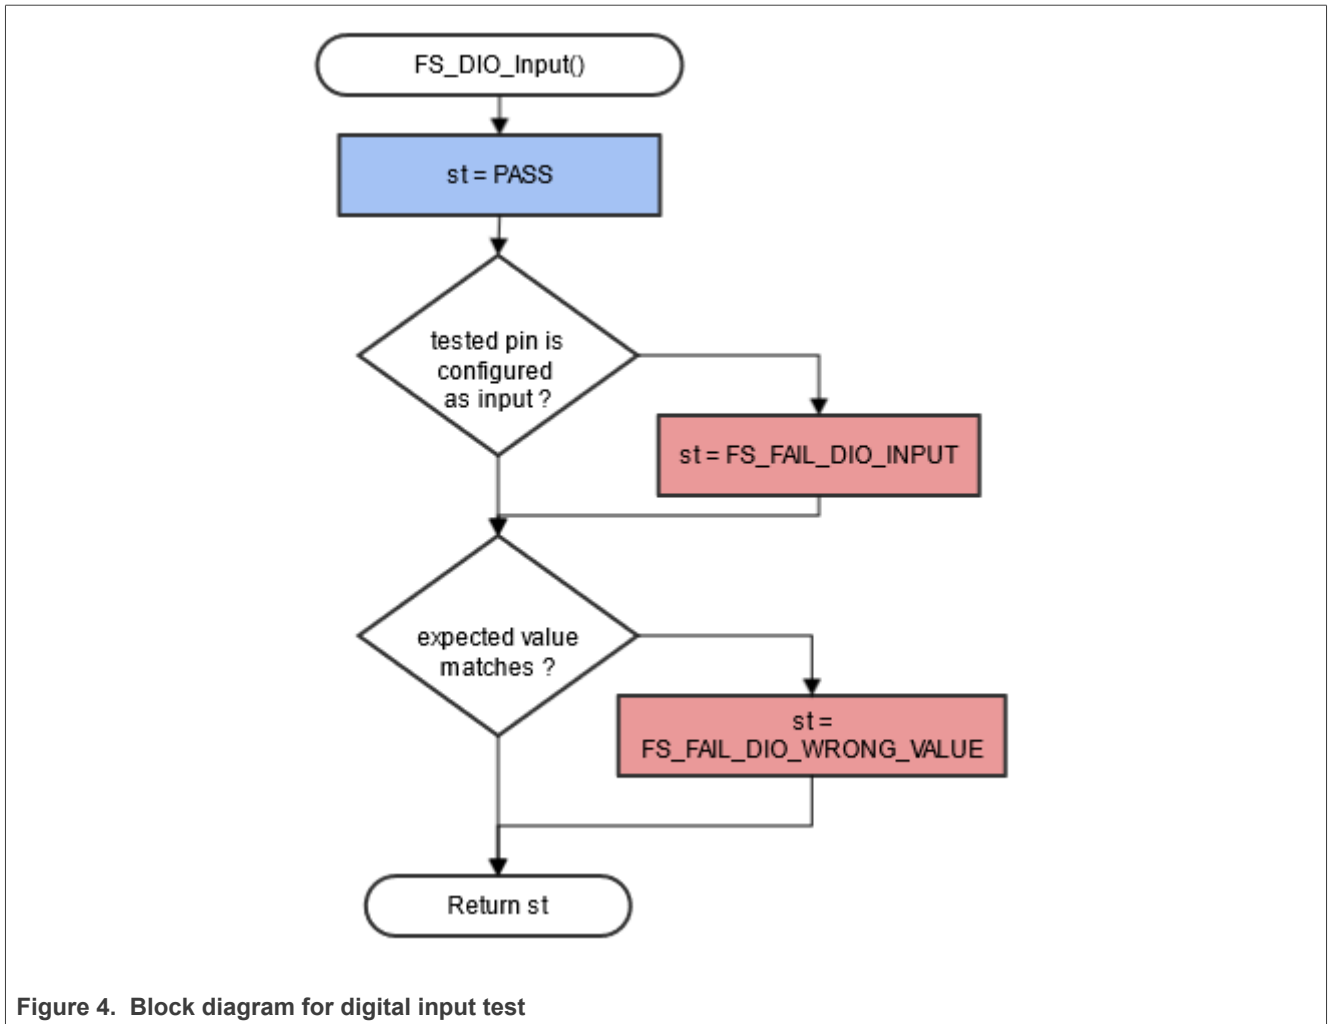 FS_DIO_Input()
st = PASS
tested pin is
configured
as input ?
st = FS_FAIL_DIO_INPUT
expected value
matches ?
st =
FS_FAIL_DIO_WRONG_VALUE
Return st
Figure 4. Block diagram for digital input test